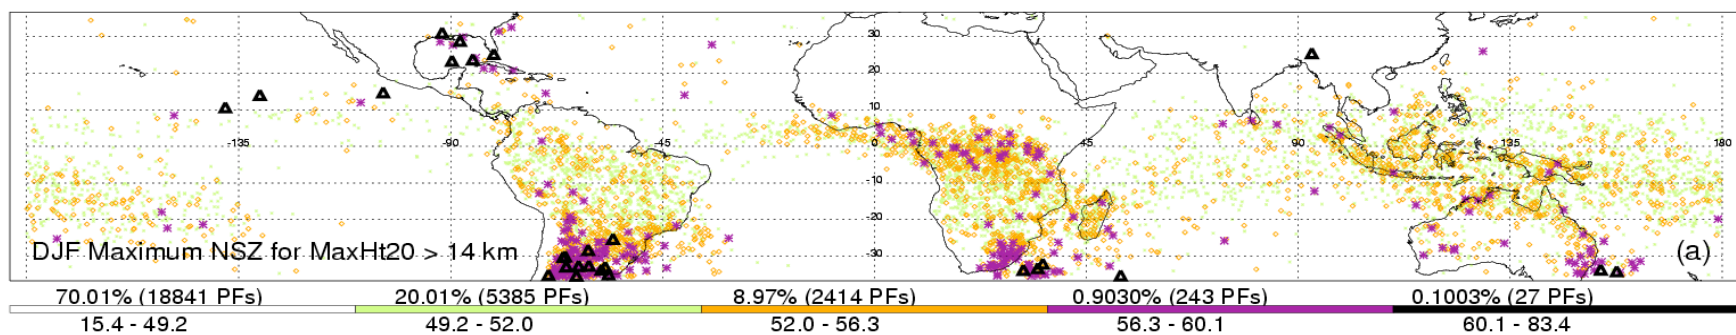 30
20
10
-135 -90 -45 0 45 90 135 180
-10
-20
-30
DJF Maximum NSZ for MaxHt20 > 14 km (a)
70.01% (18841 PFs) 20.01% (5385 PFs) 8.97% (2414 PFs) 0.9030% (243 PFs) 0.1003% (27 PFs)
15.4 - 49.2 49.2 - 52.0 52.0 - 56.3 56.3 - 60.1 60.1 - 83.4